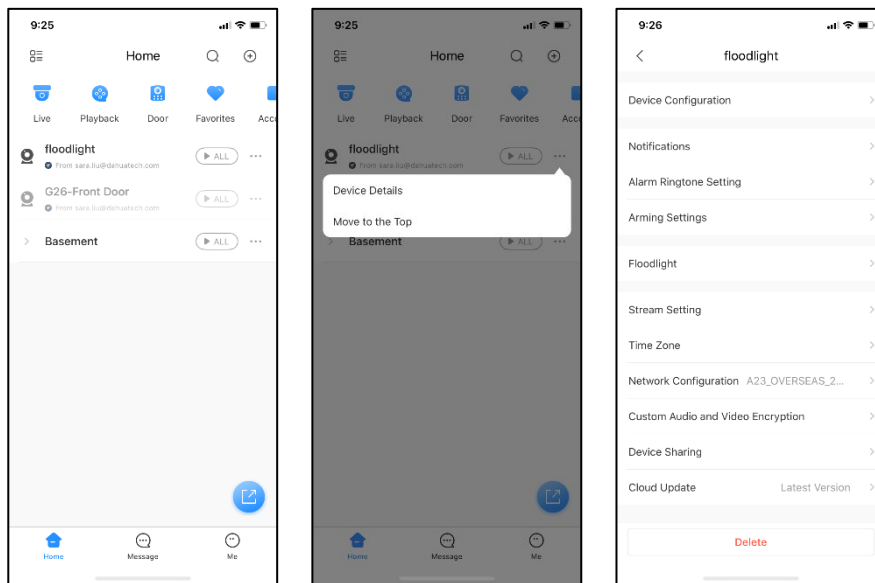 9:25
Home
Live Playback Door Favorites Acce
floodlight
From sara.liu@dahuatech.com
ALL
G26-Front Door
From sara.liu@dahuatech.com
ALL
Basement
ALL
Home Message Me
9:25
Home
Live Playback Door Favorites Acce
floodlight
From sara.liu@dahuatech.com
ALL
Device Details
Move to the Top
Basement
ALL
Home Message Me
9:26
floodlight
Device Configuration
Notifications
Alarm Ringtone Setting
Arming Settings
Floodlight
Stream Setting
Time Zone
Network Configuration A23_OVERSEAS_2...
Custom Audio and Video Encryption
Device Sharing
Cloud Update Latest Version
Delete